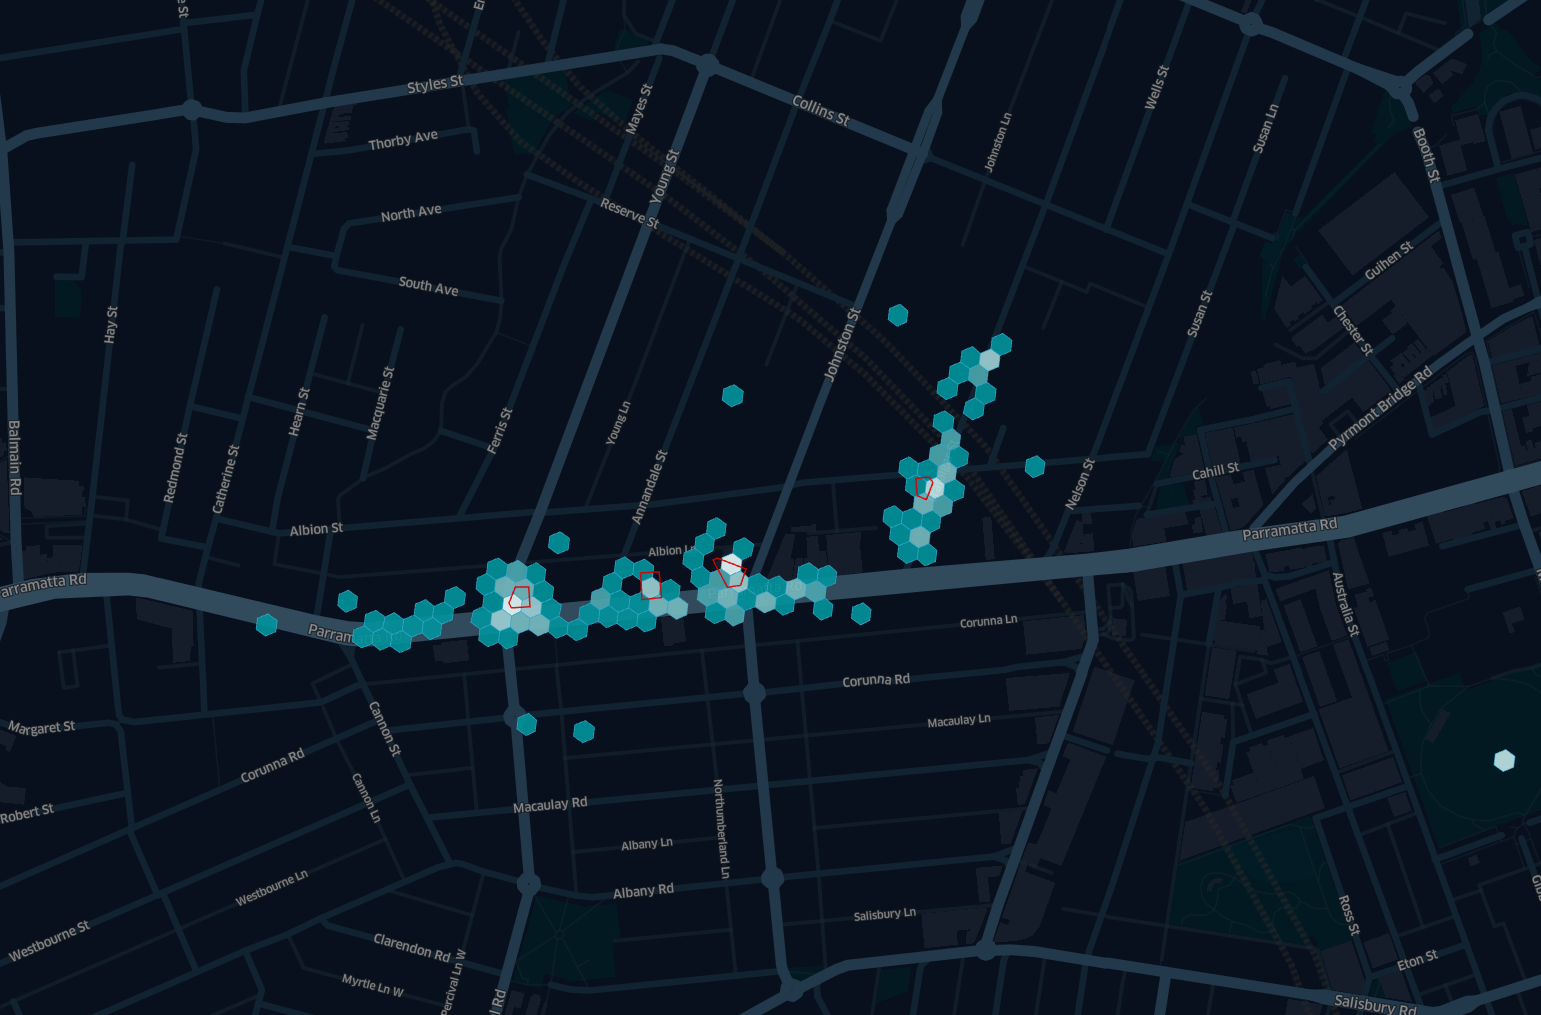 Styles St
Collins St
Mayes St
Wells St
Johnston Ln
Susan Ln
Booth St
Thorby Ave
Young St
North Ave
Reserve St
South Ave
Guihen St
Hay St
Johnston St
Susan St
Chester St
Hearn St
Macquarie St
Ferris St
Young Ln
Pyrmont Bridge Rd
Balmain Rd
Redmond St
Catherine St
Annandale St
Nelson St
Cahill St
Albion St
Parramatta Rd
Albion Ln
arramatta Rd
Australia St
Parram
Corunna Ln
Corunna Rd
Margaret St
Cannon St
Macaulay Ln
Corunna Rd
Cannon Ln
Macaulay Rd
Northumberland Ln
Robert St
Albany Ln
Westbourne Ln
Albany Rd
Salisbury Ln
Ross St
Westbourne St
Clarendon Rd
Percival Ln W
Eton St
Myrtle Ln W
Salisbury Rd